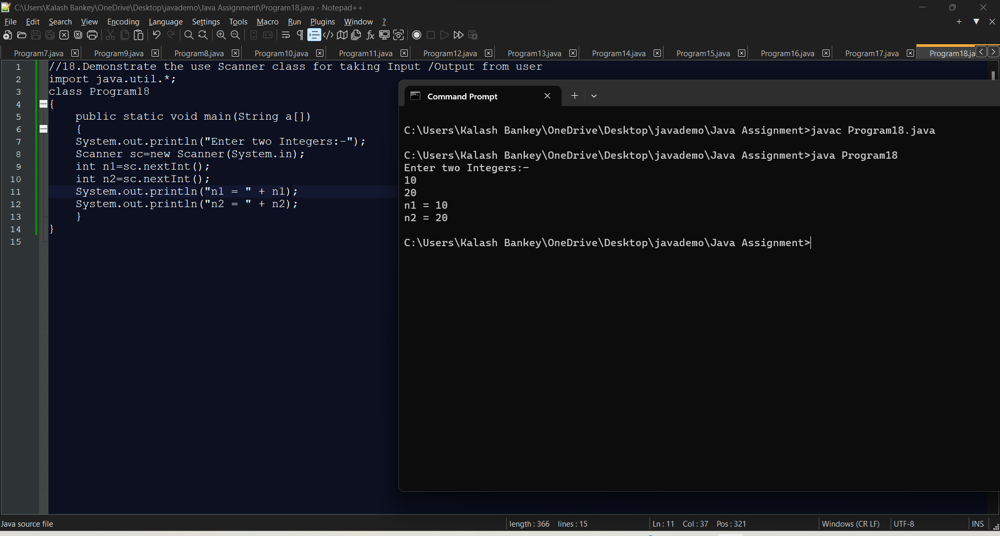 C:\Users\Kalash Bankey\OneDrive\Desktop\javademo\Java Assignment\Program18.java - Notepad++
File Edit Search View Encoding Language Settings Tools Macro Run Plugins Window ?
Program7.java Program9.java Program8.java Program10.java Program11.java Program12.java Program13.java Program14.java Program15.java Program16.java Program17.java Program18.ja
1 //18.Demonstrate the use Scanner class for taking Input /Output from user
2 import java.util.*;
3 class Program18
4 {
5 public static void main(String a[])
6 {
7 System.out.println("Enter two Integers:-");
8 Scanner sc=new Scanner(System.in);
9 int n1=sc.nextInt();
10 int n2=sc.nextInt();
11 System.out.println("n1 = " + n1);
12 System.out.println("n2 = " + n2);
13 }
14 }
15
Command Prompt
C:\Users\Kalash Bankey\OneDrive\Desktop\javademo\Java Assignment>javac Program18.java
C:\Users\Kalash Bankey\OneDrive\Desktop\javademo\Java Assignment>java Program18
Enter two Integers:-
10
20
n1 = 10
n2 = 20
C:\Users\Kalash Bankey\OneDrive\Desktop\javademo\Java Assignment>
Java source file length : 366 lines : 15 Ln : 11 Col : 37 Pos : 321 Windows (CR LF) UTF-8 INS